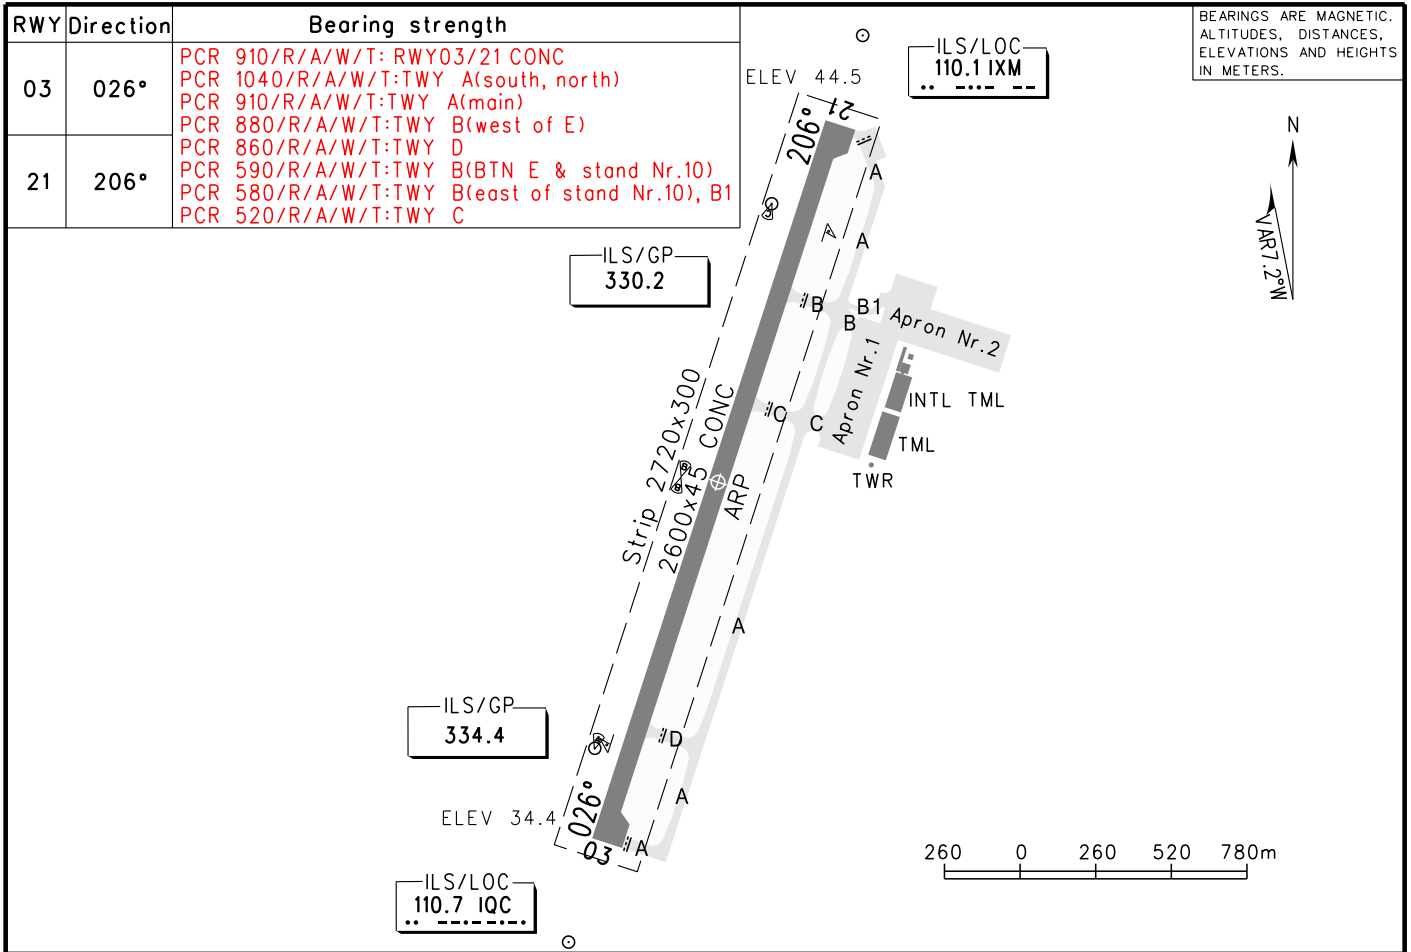 RWY Direction Bearing strength
03 026°
21 206°
PCR 910/R/A/W/T: RWY03/21 CONC
PCR 1040/R/A/W/T:TWY A(south, north)
PCR 910/R/A/W/T:TWY A(main)
PCR 880/R/A/W/T:TWY B(west of E)
PCR 860/R/A/W/T:TWY D
PCR 590/R/A/W/T:TWY B(BTN E & stand Nr.10)
PCR 580/R/A/W/T:TWY B(east of stand Nr.10), B1
PCR 520/R/A/W/T:TWY C
BEARINGS ARE MAGNETIC.
ALTITUDES, DISTANCES,
ELEVATIONS AND HEIGHTS
IN METERS.
ILS/LOC
110.1 IXM
ELEV 44.5
21
206°
N
VAR7.2°W
A
A
ILS/GP
330.2
B
B1
B
Apron Nr.2
Apron Nr.1
INTL TML
TML
TWR
C
C
Strip 2720x300
2600x45 CONC
ARP
A
ILS/GP
334.4
D
A
ELEV 34.4
026°
03
A
ILS/LOC
110.7 IQC
260 0 260 520 780m